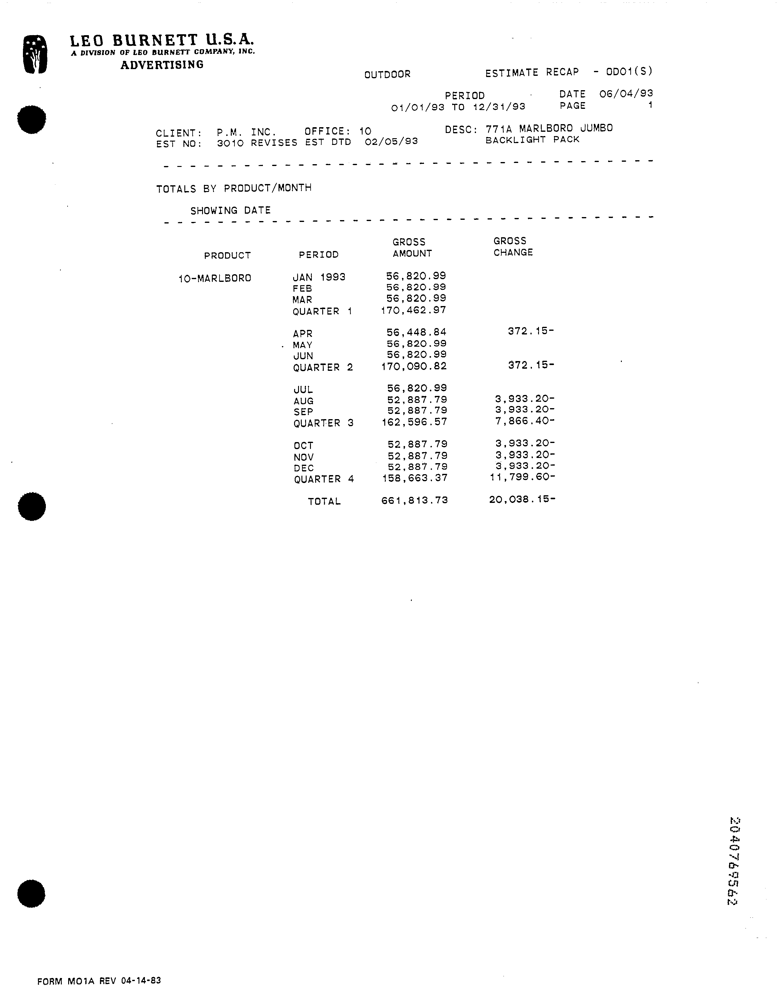 LEO BURNETT U.S.A.
A DIVISION OF LEO BURNETT COMPANY, INC.
ADVERTISING
OUTDOOR ESTIMATE RECAP - ODO1(S)
PERIOD DATE 06/04/93
01/01/93 TO 12/31/93 PAGE 1
CLIENT: P.M. INC. OFFICE: 10 DESC: 771A MARLBORO JUMBO
EST NO: 3010 REVISES EST DTD 02/05/93 BACKLIGHT PACK
TOTALS BY PRODUCT/MONTH
SHOWING DATE
GROSS GROSS
PRODUCT PERIOD AMOUNT CHANGE
10-MARLBORO JAN 1993 56,820.99
FEB 56,820.99
MAR 56,820.99
QUARTER 1 170,462.97
APR 56,448.84 372.15-
MAY 56,820.99
JUN 56,820.99
QUARTER 2 170,090.82 372.15-
JUL 56,820.99
AUG 52,887.79 3,933.20-
SEP 52,887.79 3,933.20-
QUARTER 3 162,596.57 7,866.40-
OCT 52,887.79 3,933.20-
NOV 52,887.79 3,933.20-
DEC 52,887.79 3,933.20-
QUARTER 4 158,663.37 11,799.60-
TOTAL 661,813.73 20,038.15-
2040769562
FORM MO1A REV 04-14-83